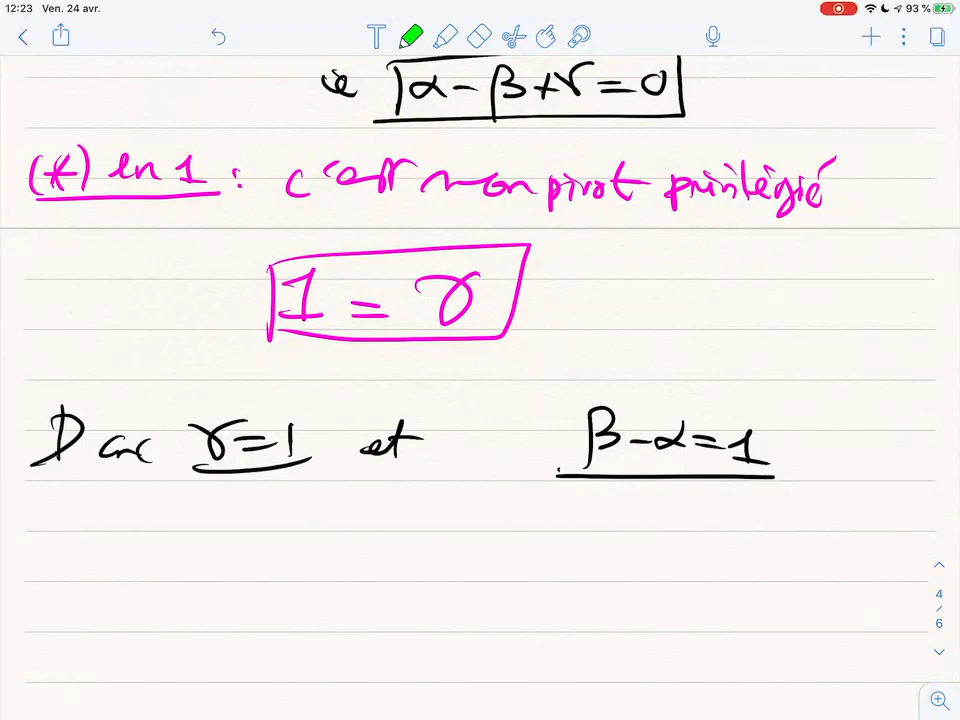 12:23 Ven. 24 avr.
93 %
ie α - β + γ = 0
(*) en 1 : c'est mon pivot privilégié
1 = γ
Donc γ = 1 et β - α = 1
4
/
6